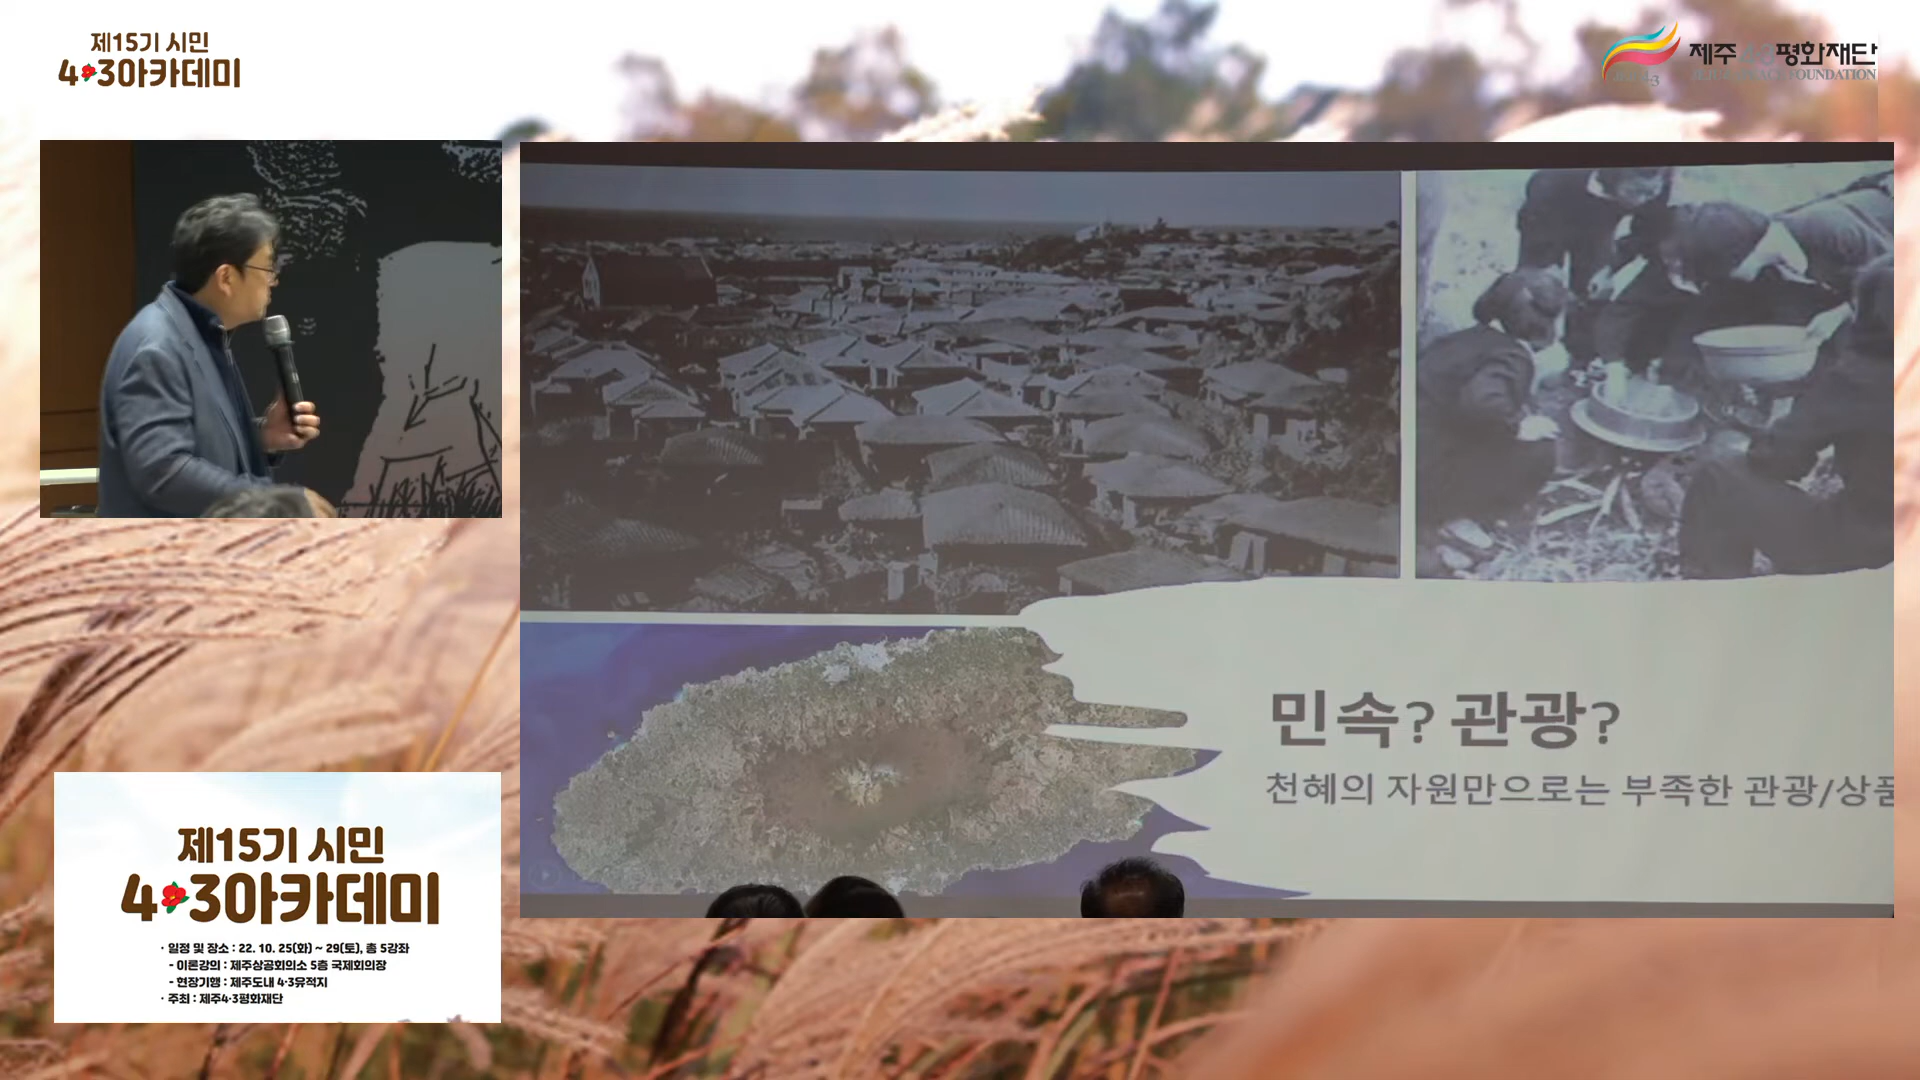 제15기 시민
4·3아카데미
제주4·3평화재단
JEJU 4·3 PEACE FOUNDATION
민속? 관광?
천혜의 자원만으로는 부족한 관광/상품
제15기 시민
4·3아카데미
· 일정 및 장소 : 22. 10. 25(화) ~ 29(토), 총 5강좌
- 이론강의 : 제주상공회의소 5층 국제회의장
- 현장기행 : 제주도내 4·3유적지
· 주최 : 제주4·3평화재단